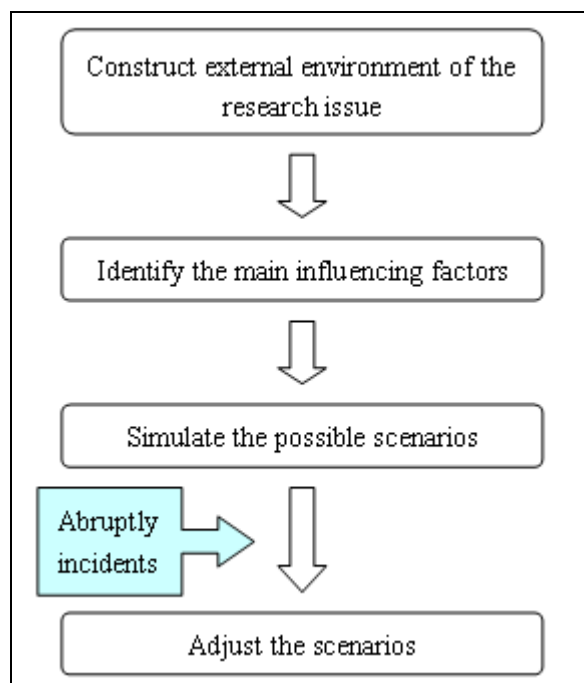 Construct external environment of the
research issue
Identify the main influencing factors
Simulate the possible scenarios
Abruptly
incidents
Adjust the scenarios